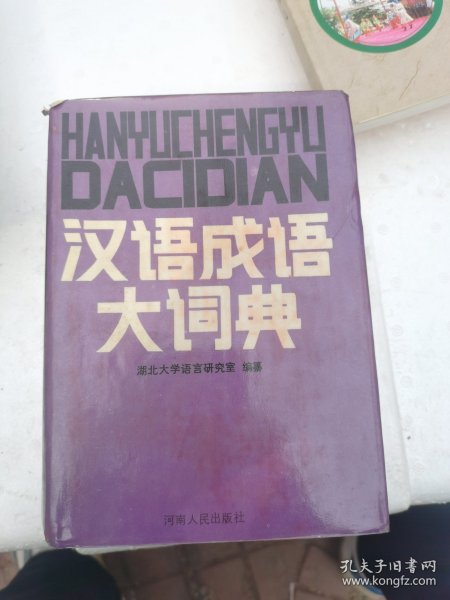 HANYUCHENGYU
DACIDIAN
汉语成语
大词典
湖北大学语言研究室 编纂
河南人民出版社
孔夫子旧书网
www.kongfz.com